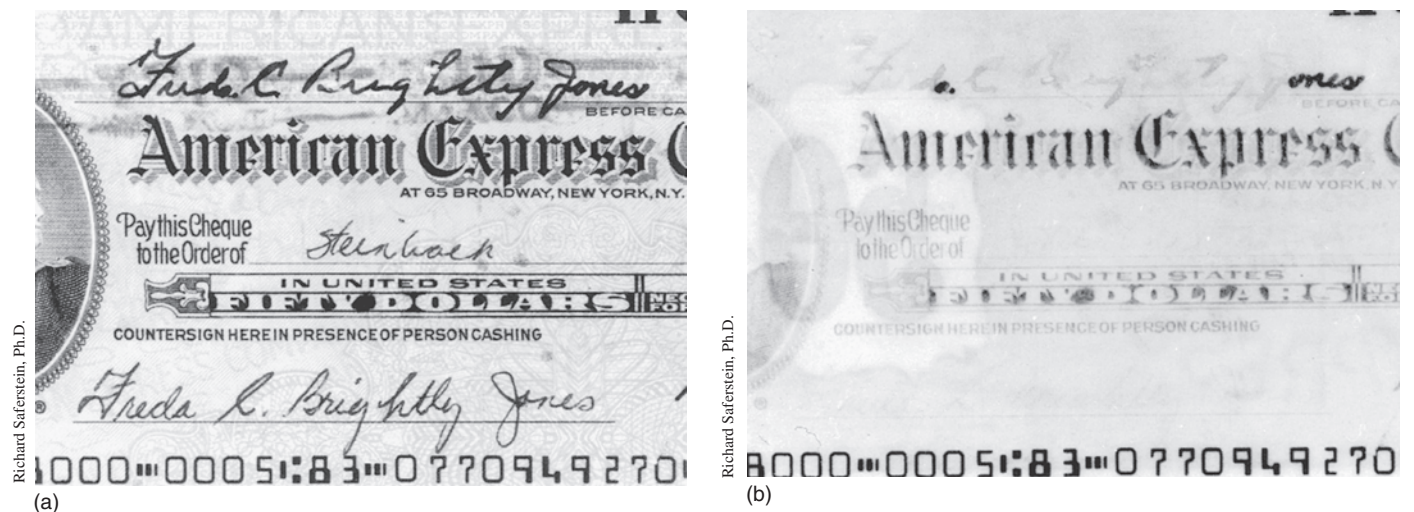 Freda C. Brightly Jones
BEFORE CA
American Express C
AT 65 BROADWAY, NEW YORK, N.Y.
Pay this Cheque
to the Order of
IN UNITED STATES
FIFTY DOLLARS
COUNTERSIGN HERE IN PRESENCE OF PERSON CASHING
Freda C. Brightly Jones
000 0005 83 0770949270
Richard Saferstein, Ph.D.
(a)
ones
BEFORE CA
American Express C
AT 65 BROADWAY, NEW YORK, N.Y
Pay this Cheque
to the Order of
IN UNITED STATES
FIFTY DOLLARS
COUNTERSIGN HERE IN PRESENCE OF PERSON CASHING
000 0005 83 0770949270
Richard Saferstein, Ph.D.
(b)